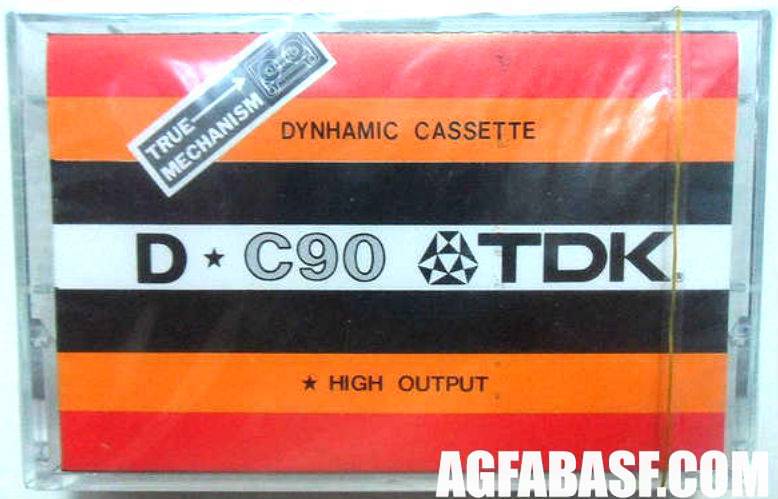 TRUE
MECHANISM
DYNHAMIC CASSETTE
D ★ C90 TDK
★ HIGH OUTPUT
AGFABASF.COM